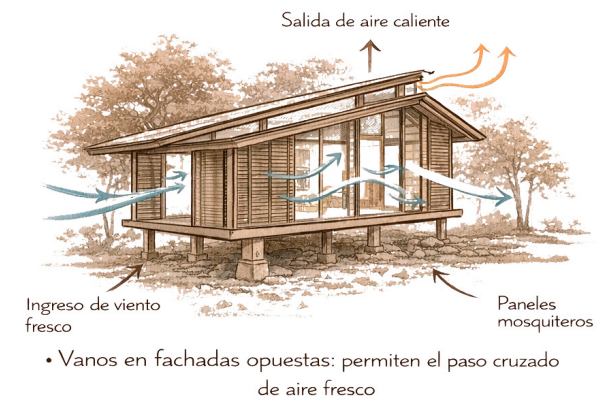 Salida de aire caliente
Ingreso de viento
fresco
Paneles
mosquiteros
• Vanos en fachadas opuestas: permiten el paso cruzado
de aire fresco